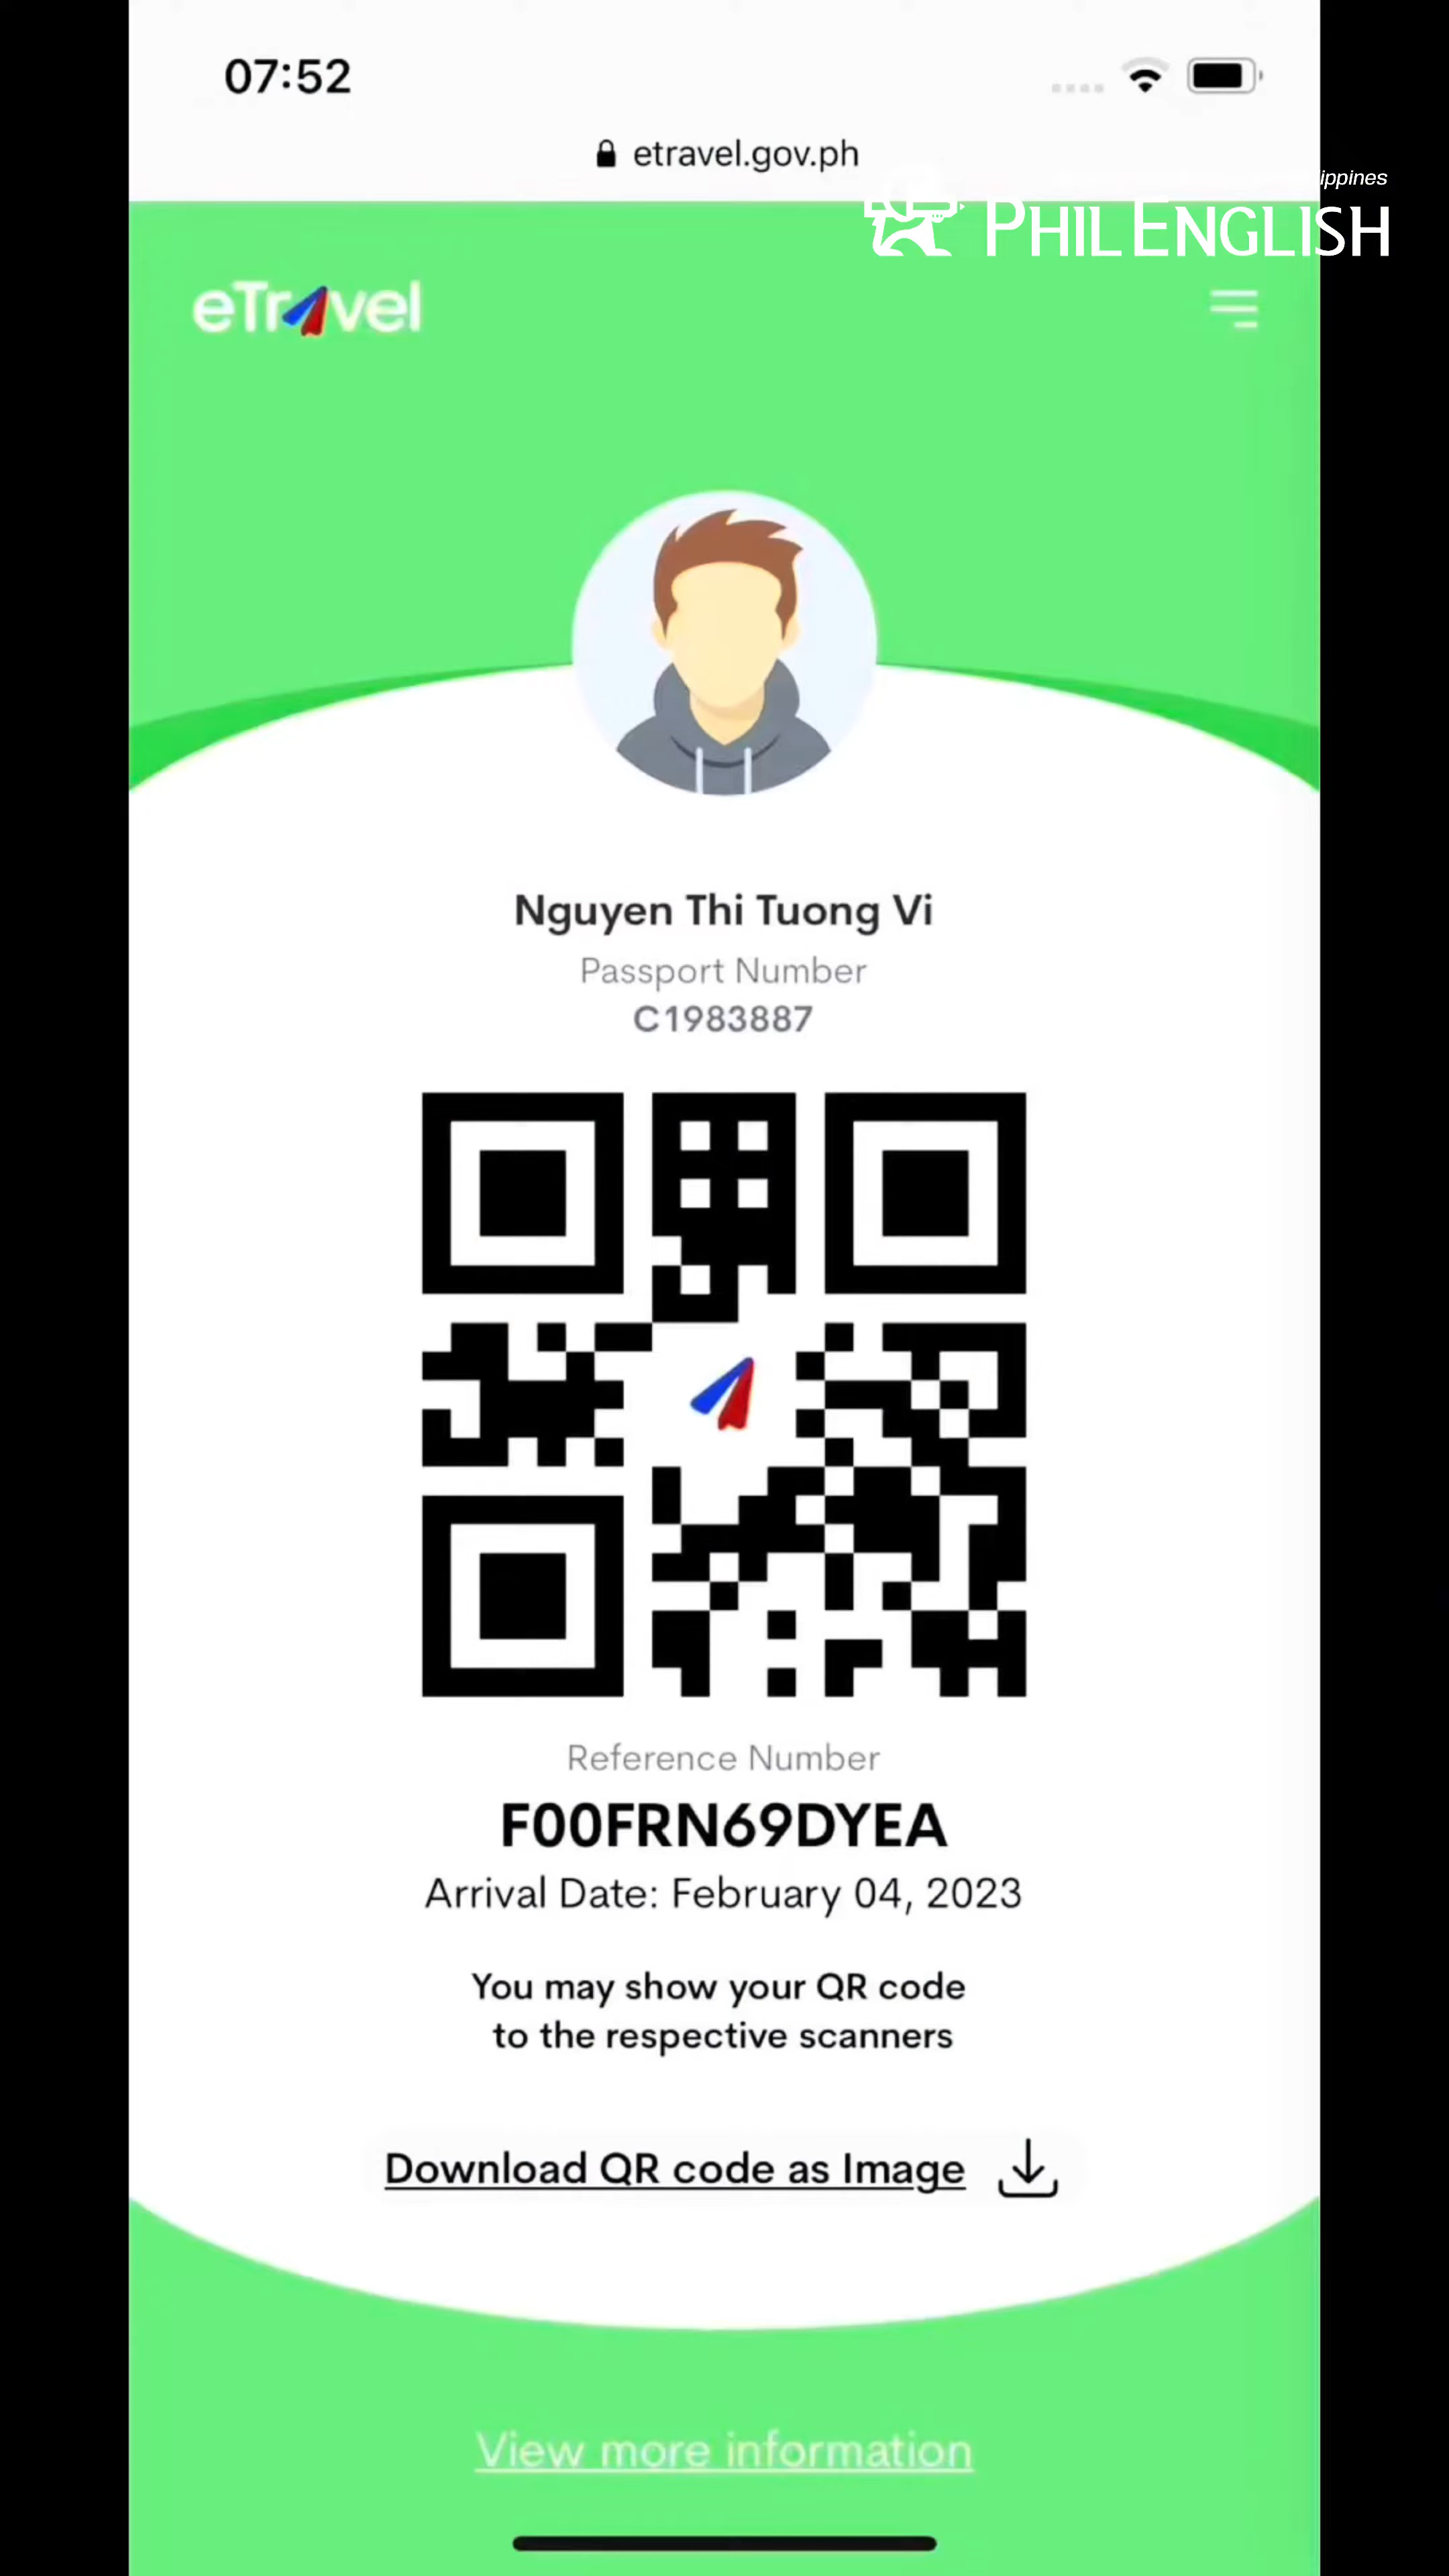 07:52
etravel.gov.ph
ippines
PHIL ENGLISH
eTravel
Nguyen Thi Tuong Vi
Passport Number
C1983887
Reference Number
F00FRN69DYEA
Arrival Date: February 04, 2023
You may show your QR code
to the respective scanners
Download QR code as Image
View more information